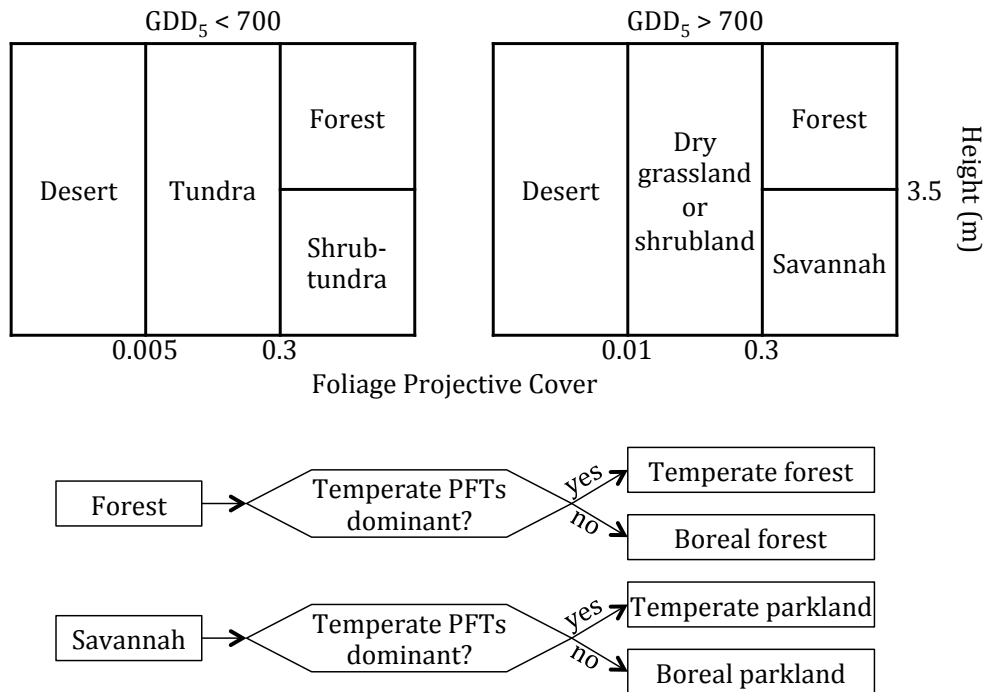 GDD5 < 700
GDD5 > 700
Desert
Tundra
Forest
Shrub-
tundra
Desert
Dry
grassland
or
shrubland
Forest
Savannah
Height (m)
3.5
0.005
0.3
0.01
0.3
Foliage Projective Cover
Forest
Temperate PFTs
dominant?
yes
no
Temperate forest
Boreal forest
Savannah
Temperate PFTs
dominant?
yes
no
Temperate parkland
Boreal parkland